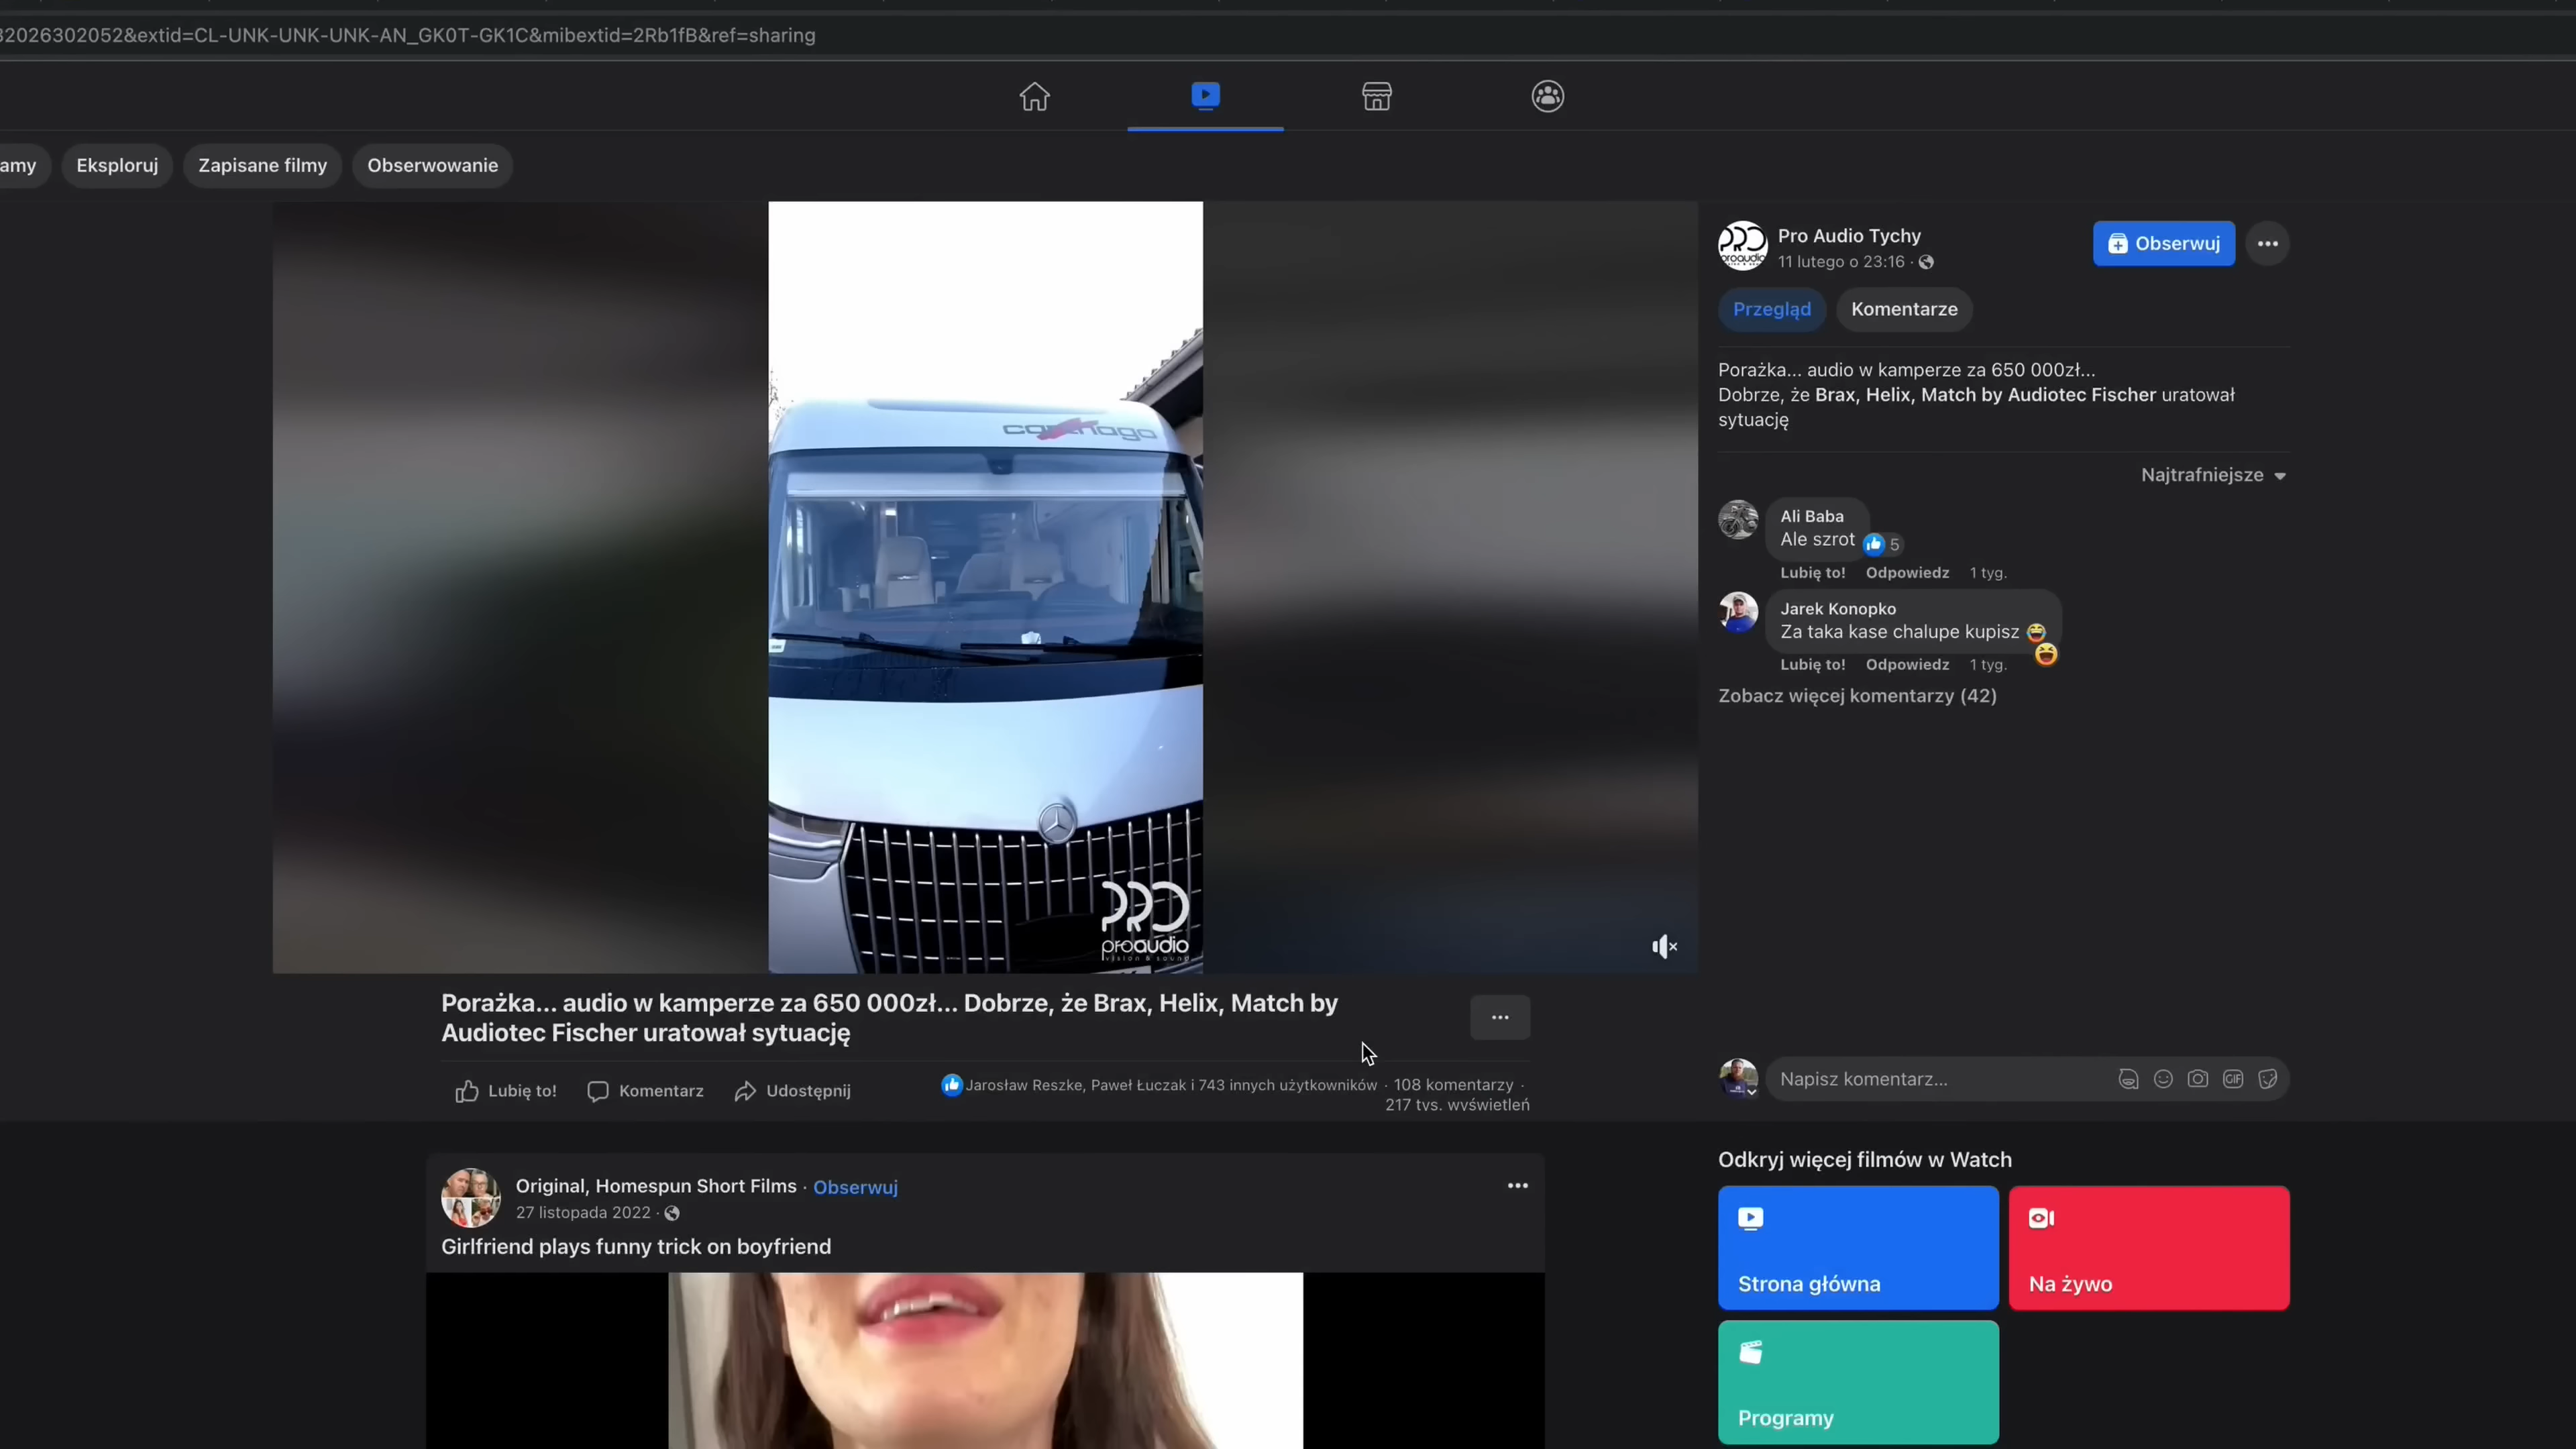 32026302052&extid=CL-UNK-UNK-UNK-AN_GK0T-GK1C&mibextid=2Rb1fB&ref=sharing
amy
Eksploruj
Zapisane filmy
Obserwowanie
carthago
PRO
proaudio
vision & sound
Porażka... audio w kamperze za 650 000zł... Dobrze, że Brax, Helix, Match by
Audiotec Fischer uratował sytuację
Lubię to!
Komentarz
Udostępnij
Jarosław Reszke, Paweł Łuczak i 743 innych użytkowników · 108 komentarzy ·
217 tys. wyświetleń
Pro Audio Tychy
11 lutego o 23:16 ·
Obserwuj
Przegląd
Komentarze
Porażka... audio w kamperze za 650 000zł...
Dobrze, że Brax, Helix, Match by Audiotec Fischer uratował
sytuację
Najtrafniejsze
Ali Baba
Ale szrot
5
Lubię to! Odpowiedz 1 tyg.
Jarek Konopko
Za taka kase chalupe kupisz
Lubię to! Odpowiedz 1 tyg.
Zobacz więcej komentarzy (42)
Napisz komentarz...
GIF
Original, Homespun Short Films · Obserwuj
27 listopada 2022 ·
Girlfriend plays funny trick on boyfriend
Odkryj więcej filmów w Watch
Strona główna
Na żywo
Programy